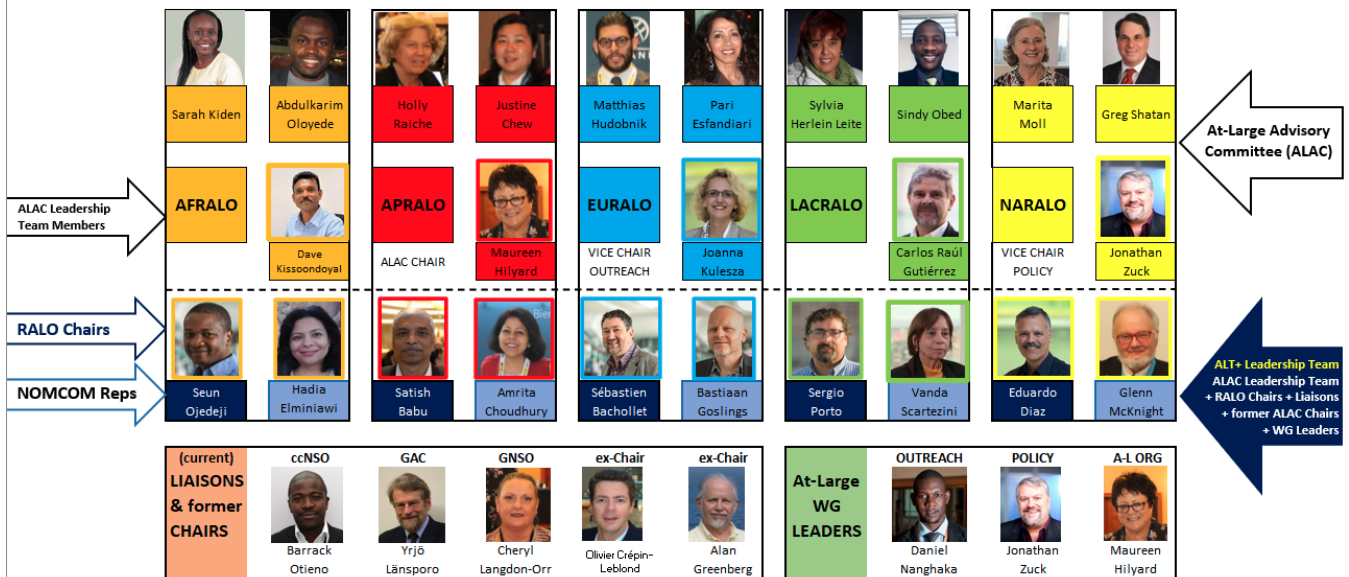 Sarah Kiden
Abdulkarim
Oloyede
Holly
Raiche
Justine
Chew
Matthias
Hudobnik
Pari
Esfandiari
Sylvia
Herlein Leite
Sindy Obed
Marita
Moll
Greg Shatan
At-Large Advisory
Committee (ALAC)
ALAC Leadership
Team Members
AFRALO
Dave
Kissoondoyal
APRALO
ALAC CHAIR
Maureen
Hilyard
EURALO
VICE CHAIR
OUTREACH
Joanna
Kulesza
LACRALO
Carlos Raúl
Gutiérrez
NARALO
VICE CHAIR
POLICY
Jonathan
Zuck
RALO Chairs
NOMCOM Reps
Seun
Ojedeji
Hadia
Elminiawi
Satish
Babu
Amrita
Choudhury
Sébastien
Bachollet
Bastiaan
Goslings
Sergio
Porto
Vanda
Scartezini
Eduardo
Diaz
Glenn
McKnight
ALT+ Leadership Team
ALAC Leadership Team
+ RALO Chairs + Liaisons
+ former ALAC Chairs
+ WG Leaders
(current)
LIAISONS
& former
CHAIRS
ccNSO
Barrack
Otieno
GAC
Yrjö
Länsporo
GNSO
Cheryl
Langdon-Orr
ex-Chair
Olivier Crépin-
Leblond
ex-Chair
Alan
Greenberg
At-Large
WG
LEADERS
OUTREACH
Daniel
Nanghaka
POLICY
Jonathan
Zuck
A-L ORG
Maureen
Hilyard